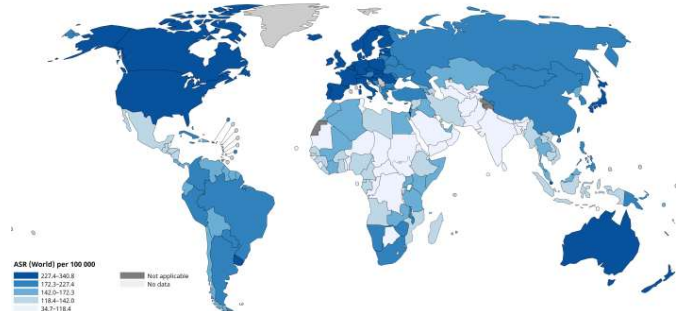 ASR (World) per 100 000
227.4–340.8
172.3–227.4
142.0–172.3
118.4–142.0
34.7–118.4
Not applicable
No data